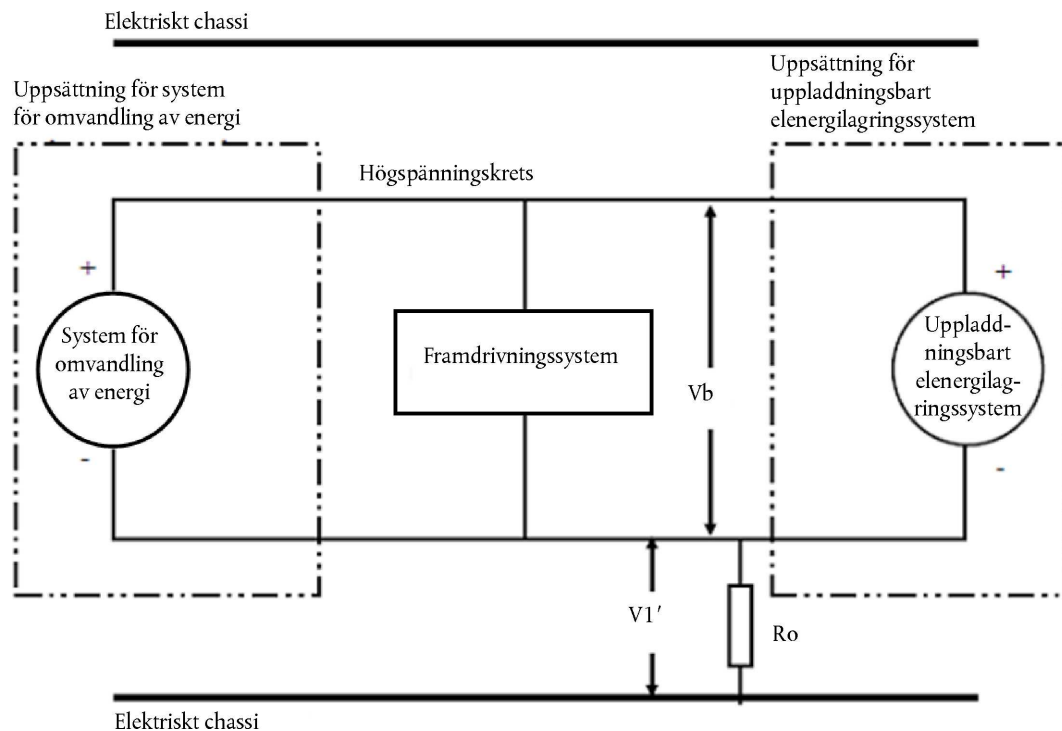 Elektriskt chassi
Uppsättning för system
för omvandling av energi
Uppsättning för
uppladdningsbart
elenergilagringssystem
Högspänningskrets
+
System för
omvandling
av energi
-
Framdrivningssystem
Vb
+
Uppladd-
ningsbart
elenergilag-
ringssystem
-
V1′
Ro
Elektriskt chassi